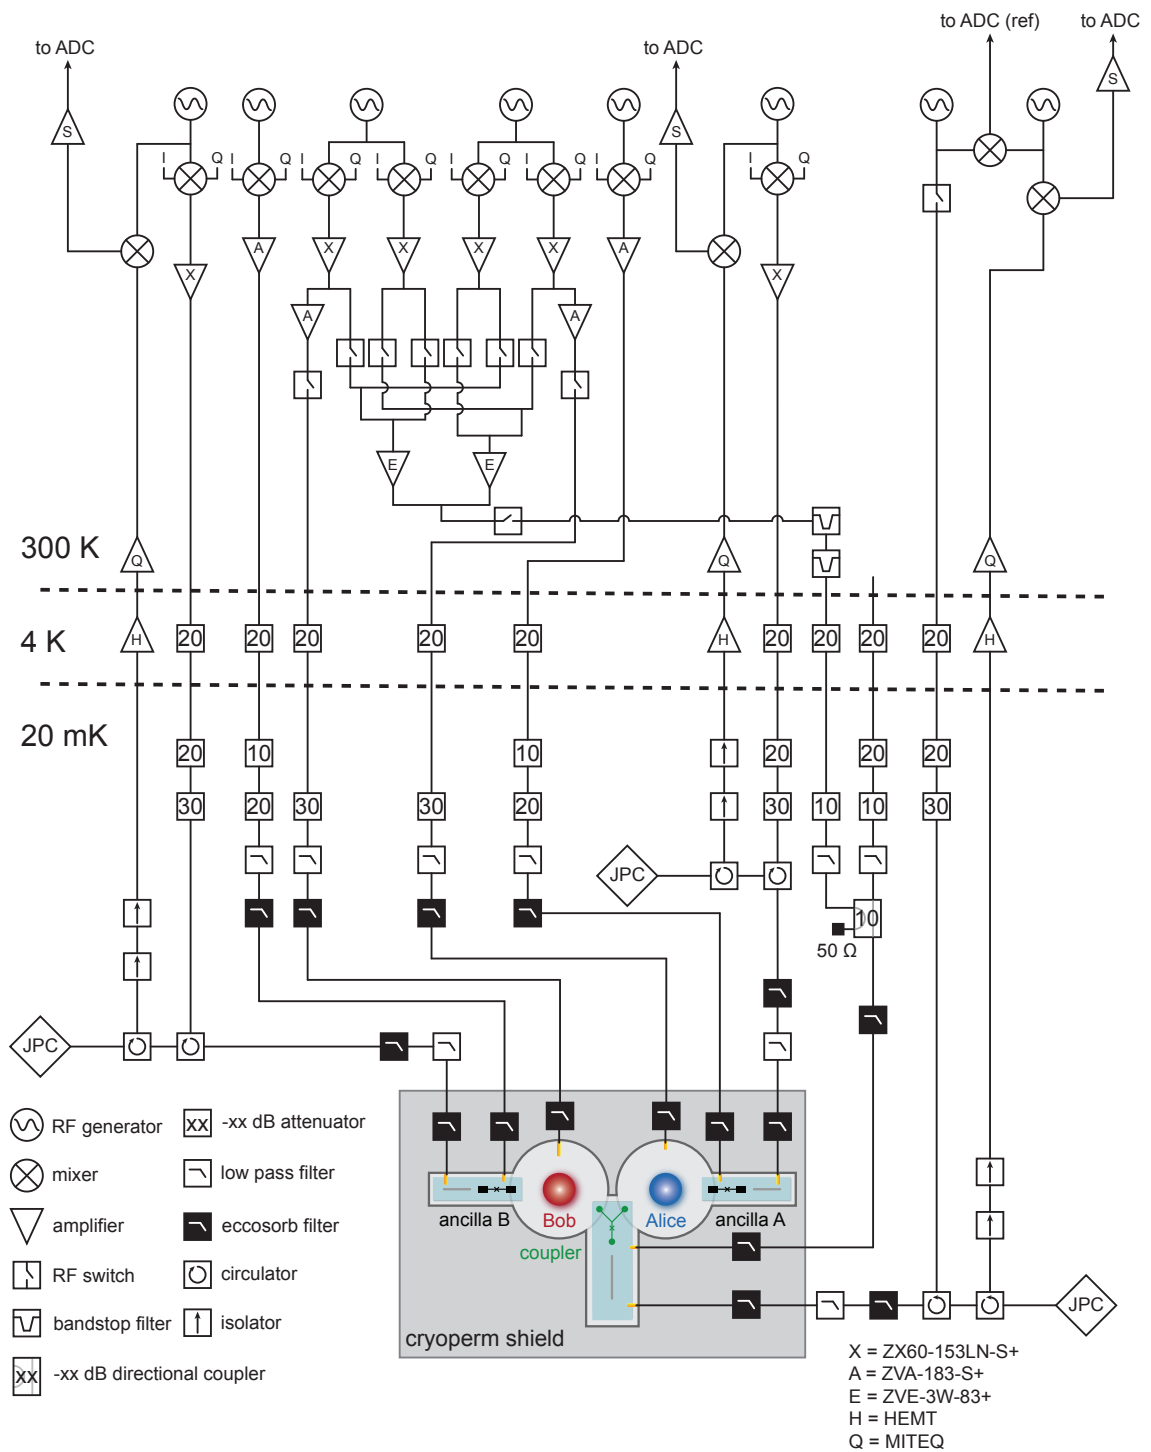 to ADC (ref)
to ADC
to ADC
to ADC
S
S
S
I Q I Q I Q I Q I Q I Q I Q I Q
X A X X X X A X
A A
E E
300 K
Q Q Q
4 K
H 20 20 20 20 20 H 20 20 20 20 H
20 mK
20 10 10 20 20 20
30 20 30 30 20 30 10 10 30
JPC
10
50 Ω
JPC
RF generator
xx -xx dB attenuator
mixer
low pass filter
amplifier
eccosorb filter
RF switch
circulator
bandstop filter
isolator
xx -xx dB directional coupler
ancilla B
Bob
Alice
ancilla A
coupler
cryoperm shield
JPC
X = ZX60-153LN-S+
A = ZVA-183-S+
E = ZVE-3W-83+
H = HEMT
Q = MITEQ